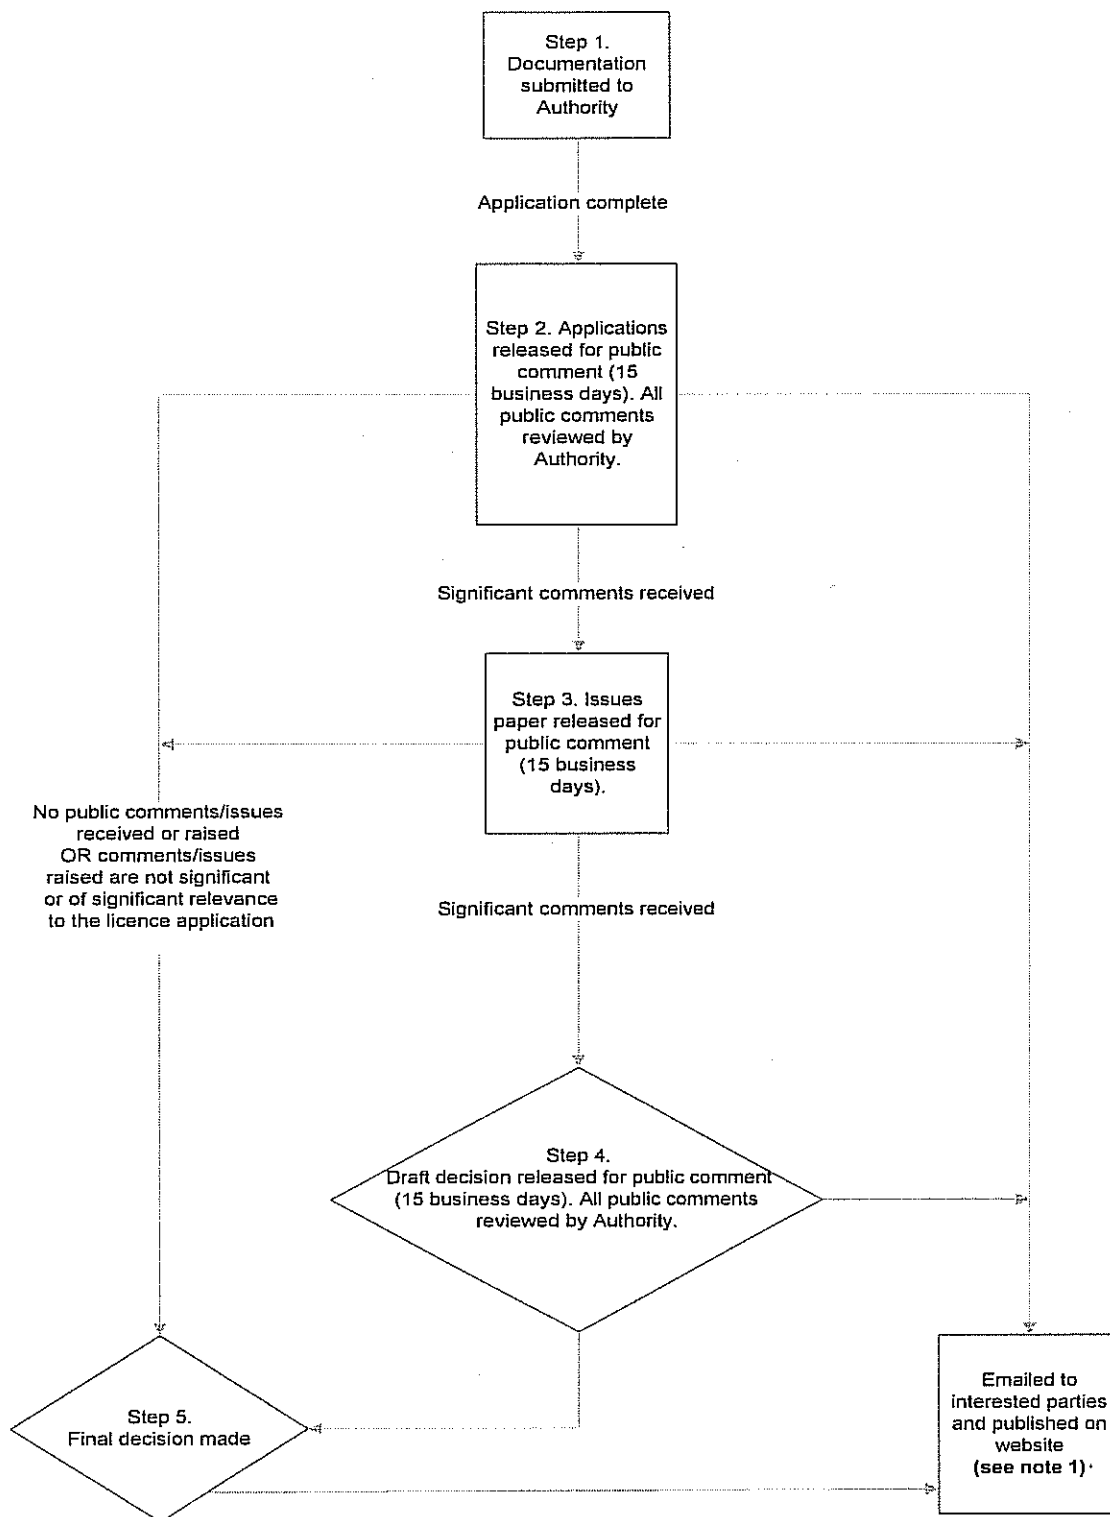 Step 1.
Documentation
submitted to
Authority
Application complete
Step 2. Applications
released for public
comment (15
business days). All
public comments
reviewed by
Authority.
Significant comments received
Step 3. Issues
paper released for
public comment
(15 business
days).
No public comments/issues
received or raised
OR comments/issues
raised are not significant
or of significant relevance
to the licence application
Significant comments received
Step 4.
Draft decision released for public comment
(15 business days). All public comments
reviewed by Authority.
Step 5.
Final decision made
Emailed to
interested parties
and published on
website
(see note 1)